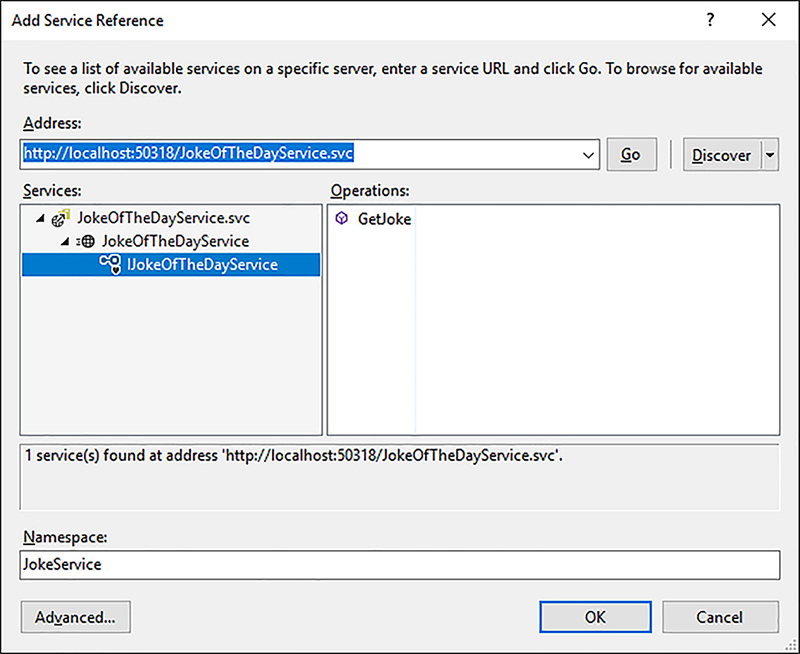 Add Service Reference
?
To see a list of available services on a specific server, enter a service URL and click Go. To browse for available
services, click Discover.
Address:
http://localhost:50318/JokeOfTheDayService.svc
Go
Discover
Services:
Operations:
JokeOfTheDayService.svc
JokeOfTheDayService
IJokeOfTheDayService
GetJoke
1 service(s) found at address 'http://localhost:50318/JokeOfTheDayService.svc'.
Namespace:
JokeService
Advanced...
OK
Cancel